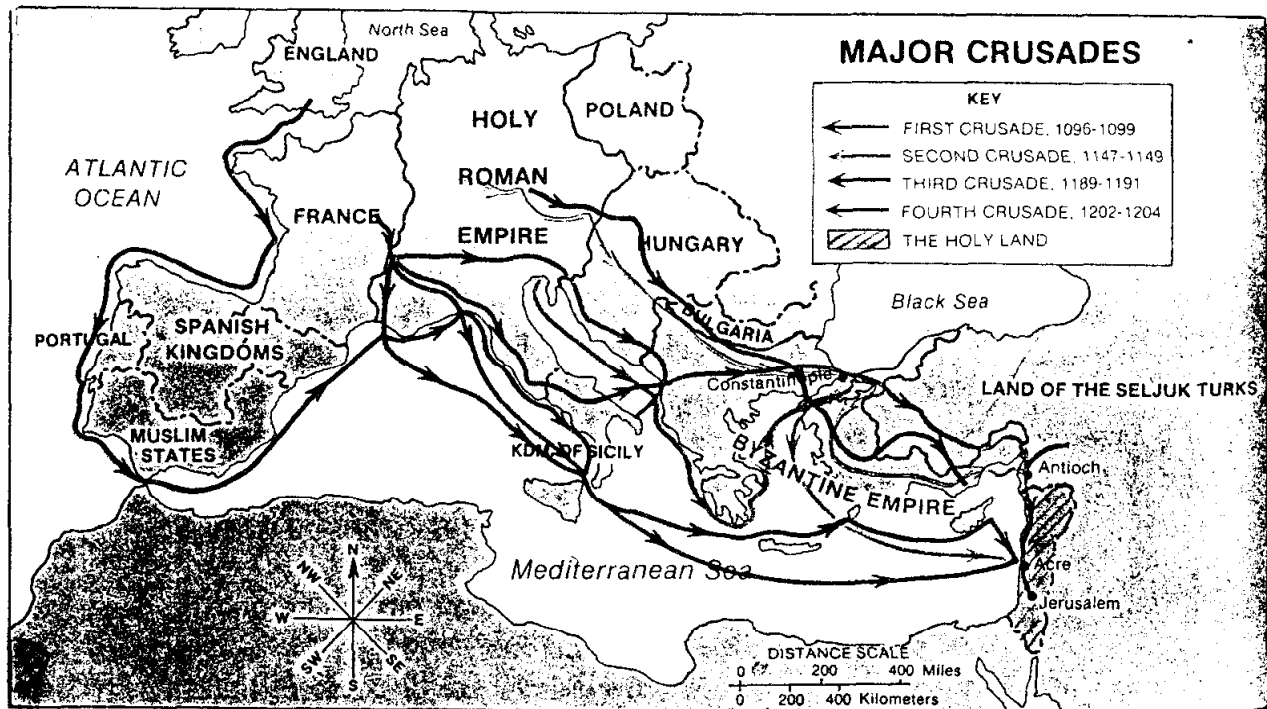 MAJOR CRUSADES
KEY
FIRST CRUSADE, 1096-1099
SECOND CRUSADE, 1147-1149
THIRD CRUSADE, 1189-1191
FOURTH CRUSADE, 1202-1204
THE HOLY LAND
North Sea
ENGLAND
ATLANTIC
OCEAN
HOLY
ROMAN
EMPIRE
POLAND
FRANCE
HUNGARY
Black Sea
PORTUGAL
SPANISH
KINGDOMS
BULGARIA
Constantinople
LAND OF THE SELJUK TURKS
MUSLIM
STATES
KDM OF SICILY
BYZANTINE EMPIRE
Antioch
Mediterranean Sea
Acre
Jerusalem
N
NW
NE
W
E
SW
SE
S
DISTANCE SCALE
0 200 400 Miles
0 200 400 Kilometers